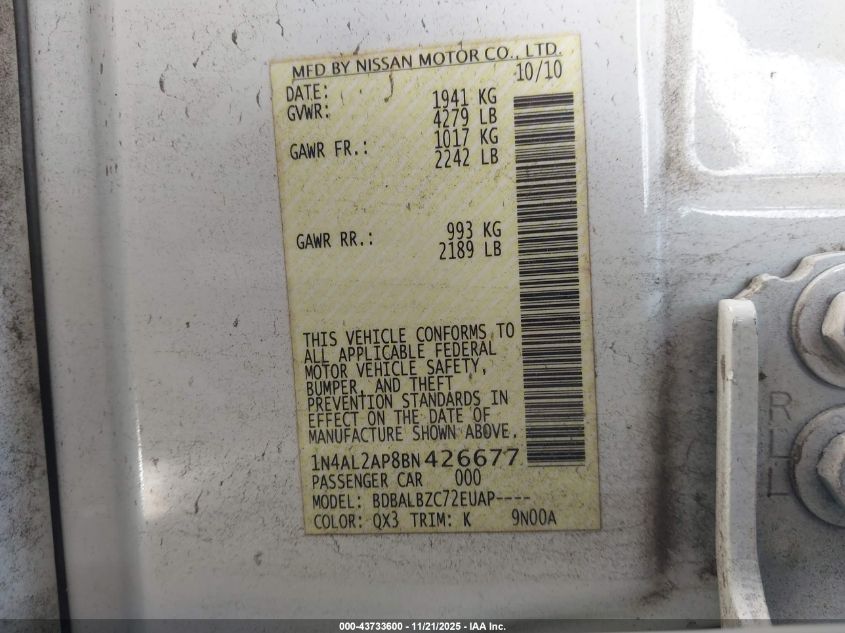 MFD BY NISSAN MOTOR CO., LTD.
DATE: 10/10
GVWR: 1941 KG
4279 LB
GAWR FR.: 1017 KG
2242 LB
GAWR RR.: 993 KG
2189 LB
THIS VEHICLE CONFORMS TO
ALL APPLICABLE FEDERAL
MOTOR VEHICLE SAFETY,
BUMPER, AND THEFT
PREVENTION STANDARDS IN
EFFECT ON THE DATE OF
MANUFACTURE SHOWN ABOVE.
1N4AL2AP8BN426677
PASSENGER CAR 000
MODEL: BDBALBZC72EUAP----
COLOR: QX3 TRIM: K 9N00A
RLL
000-43733600 - 11/21/2025 - IAA Inc.